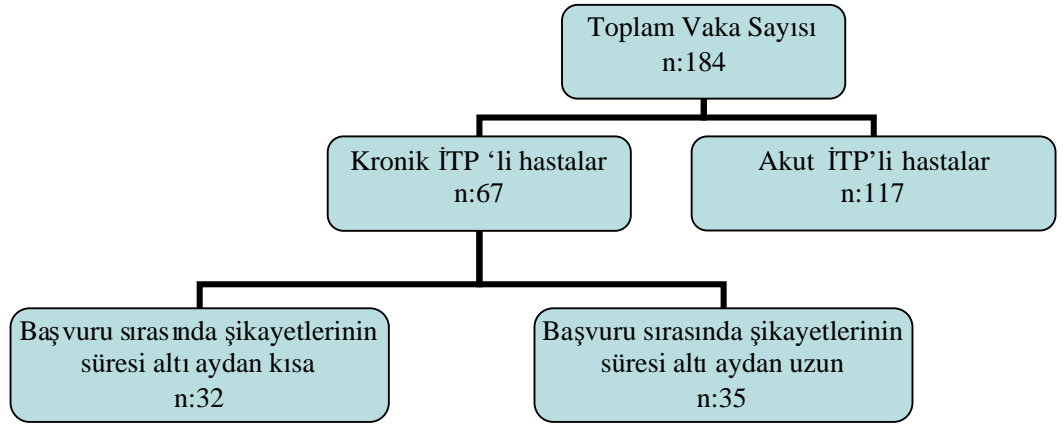 Toplam Vaka Sayısı
n:184
Kronik İTP ‘li hastalar
n:67
Akut İTP’li hastalar
n:117
Başvuru sırasında şikayetlerinin
süresi altı aydan kısa
n:32
Başvuru sırasında şikayetlerinin
süresi altı aydan uzun
n:35